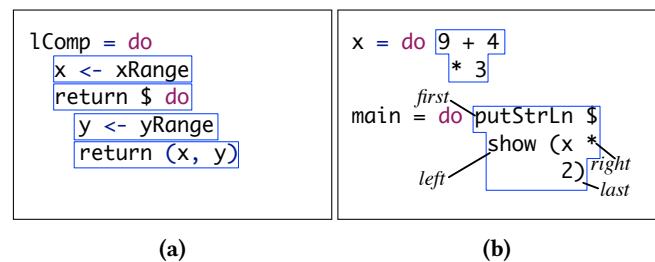 lComp = do
x <- xRange
return $ do
y <- yRange
return (x, y)
(a)
x = do 9 + 4
* 3
first
main = do putStrLn $
show (x *
left
right
2)
last
(b)